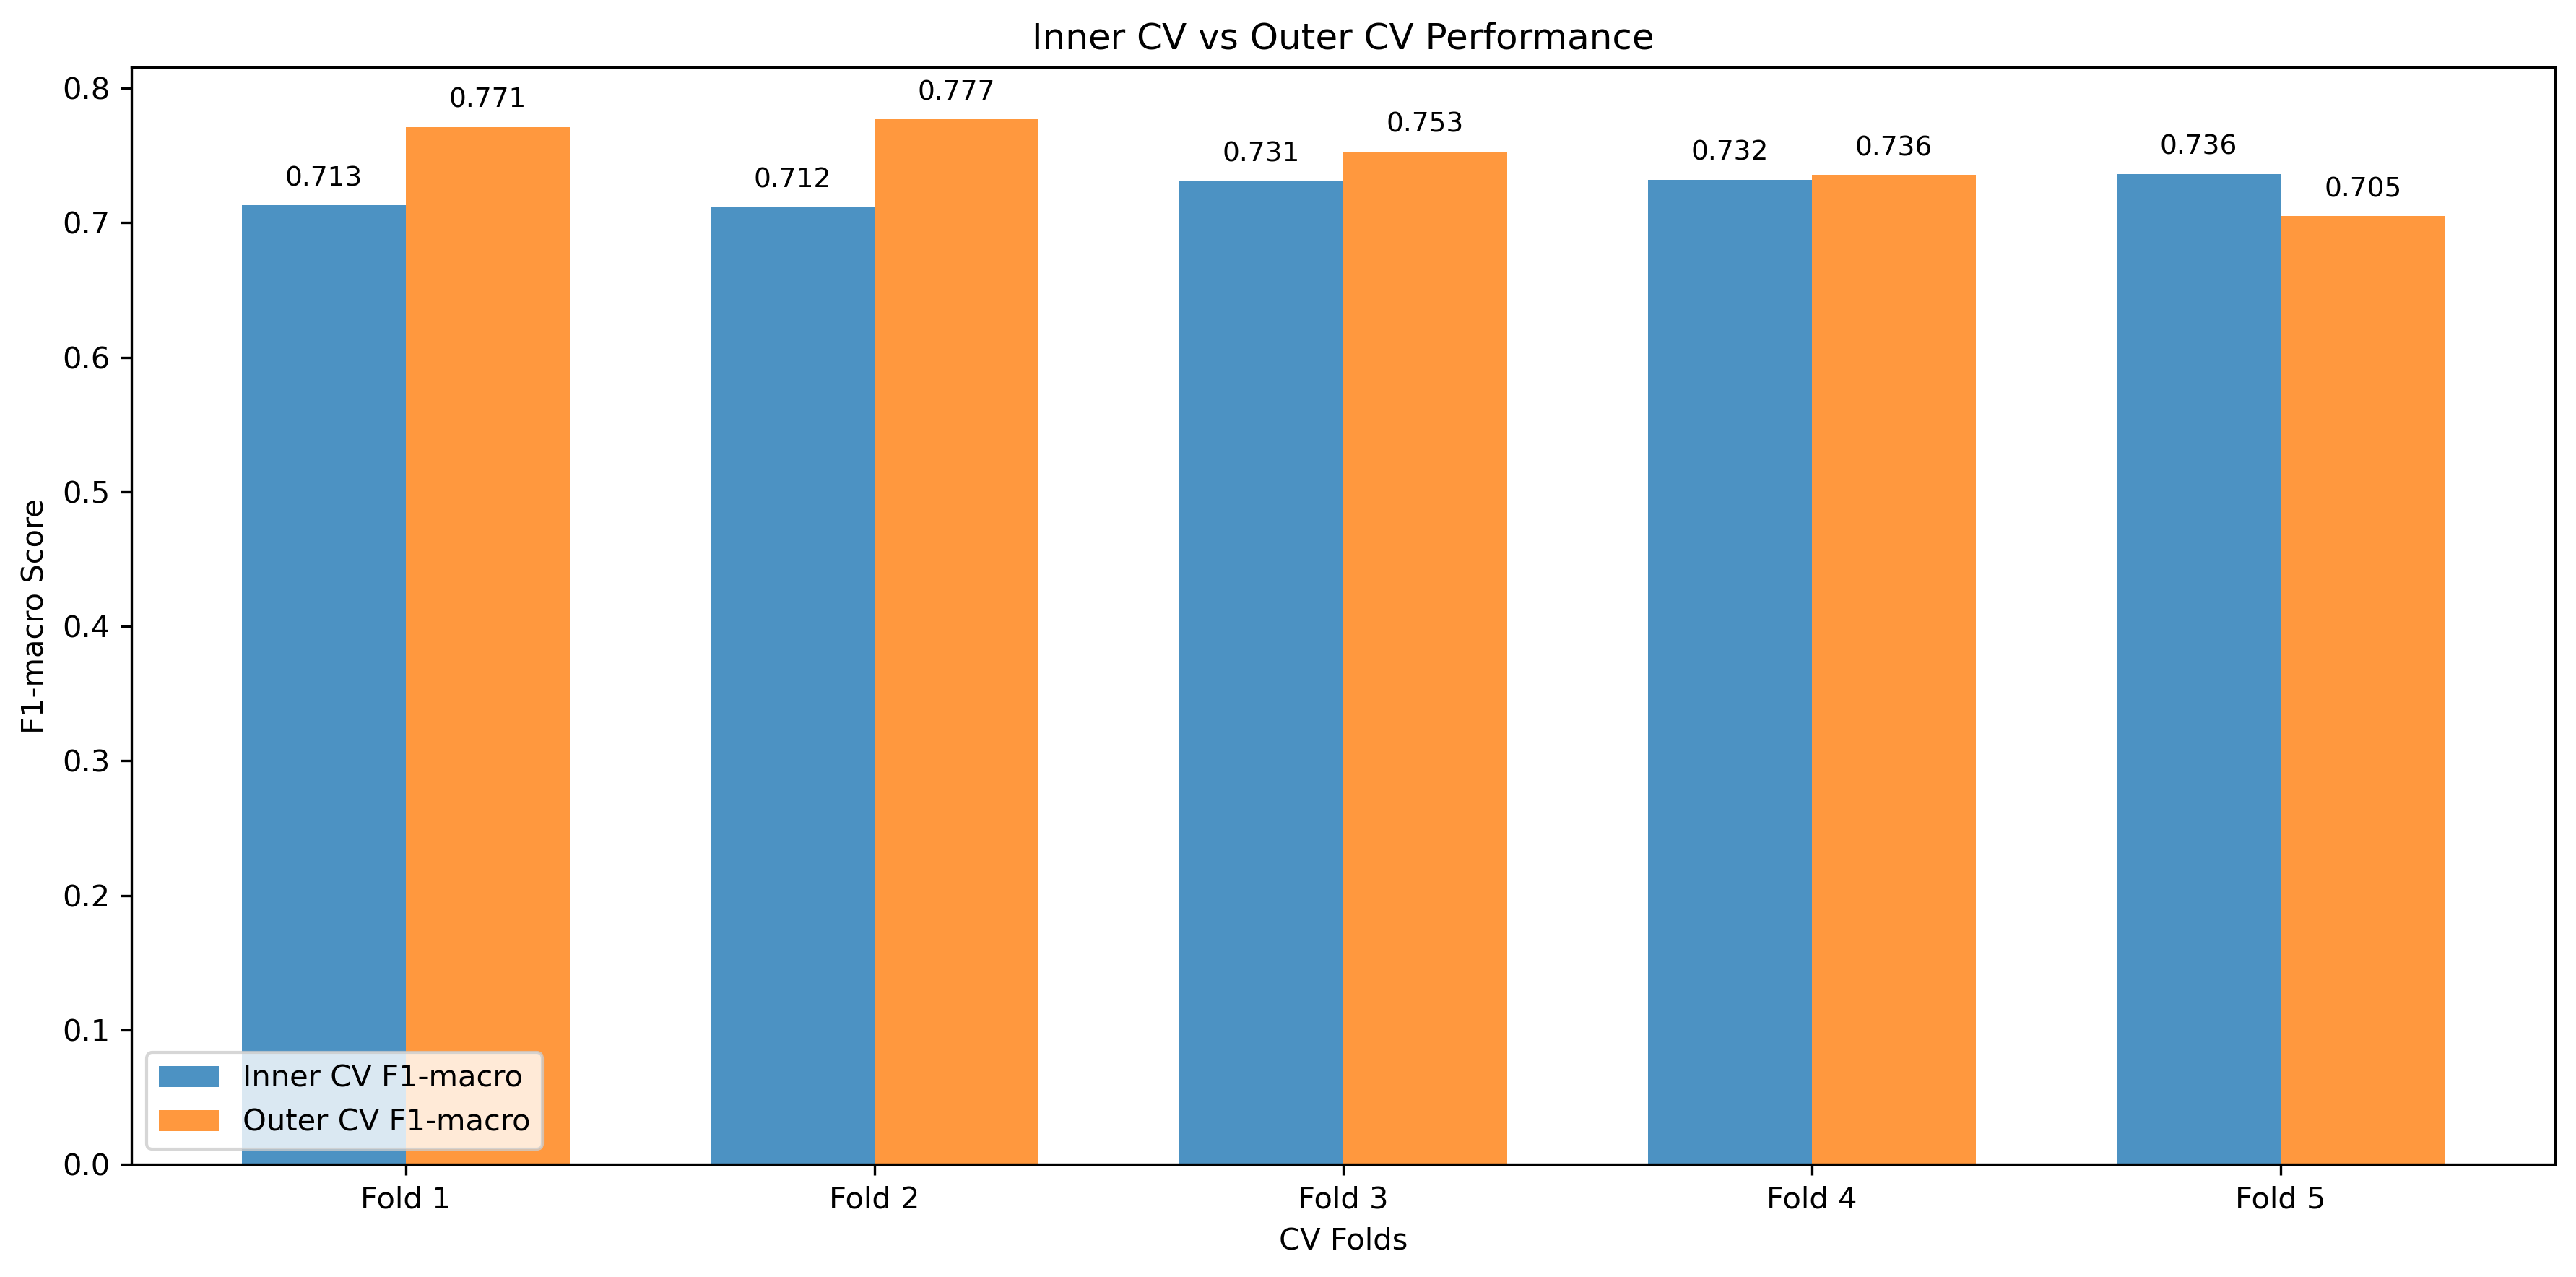 Inner CV vs Outer CV Performance
F1-macro Score
0.8
0.7
0.6
0.5
0.4
0.3
0.2
0.1
0.0
0.713
0.771
0.712
0.777
0.731
0.753
0.732
0.736
0.736
0.705
Inner CV F1-macro
Outer CV F1-macro
Fold 1
Fold 2
Fold 3
Fold 4
Fold 5
CV Folds